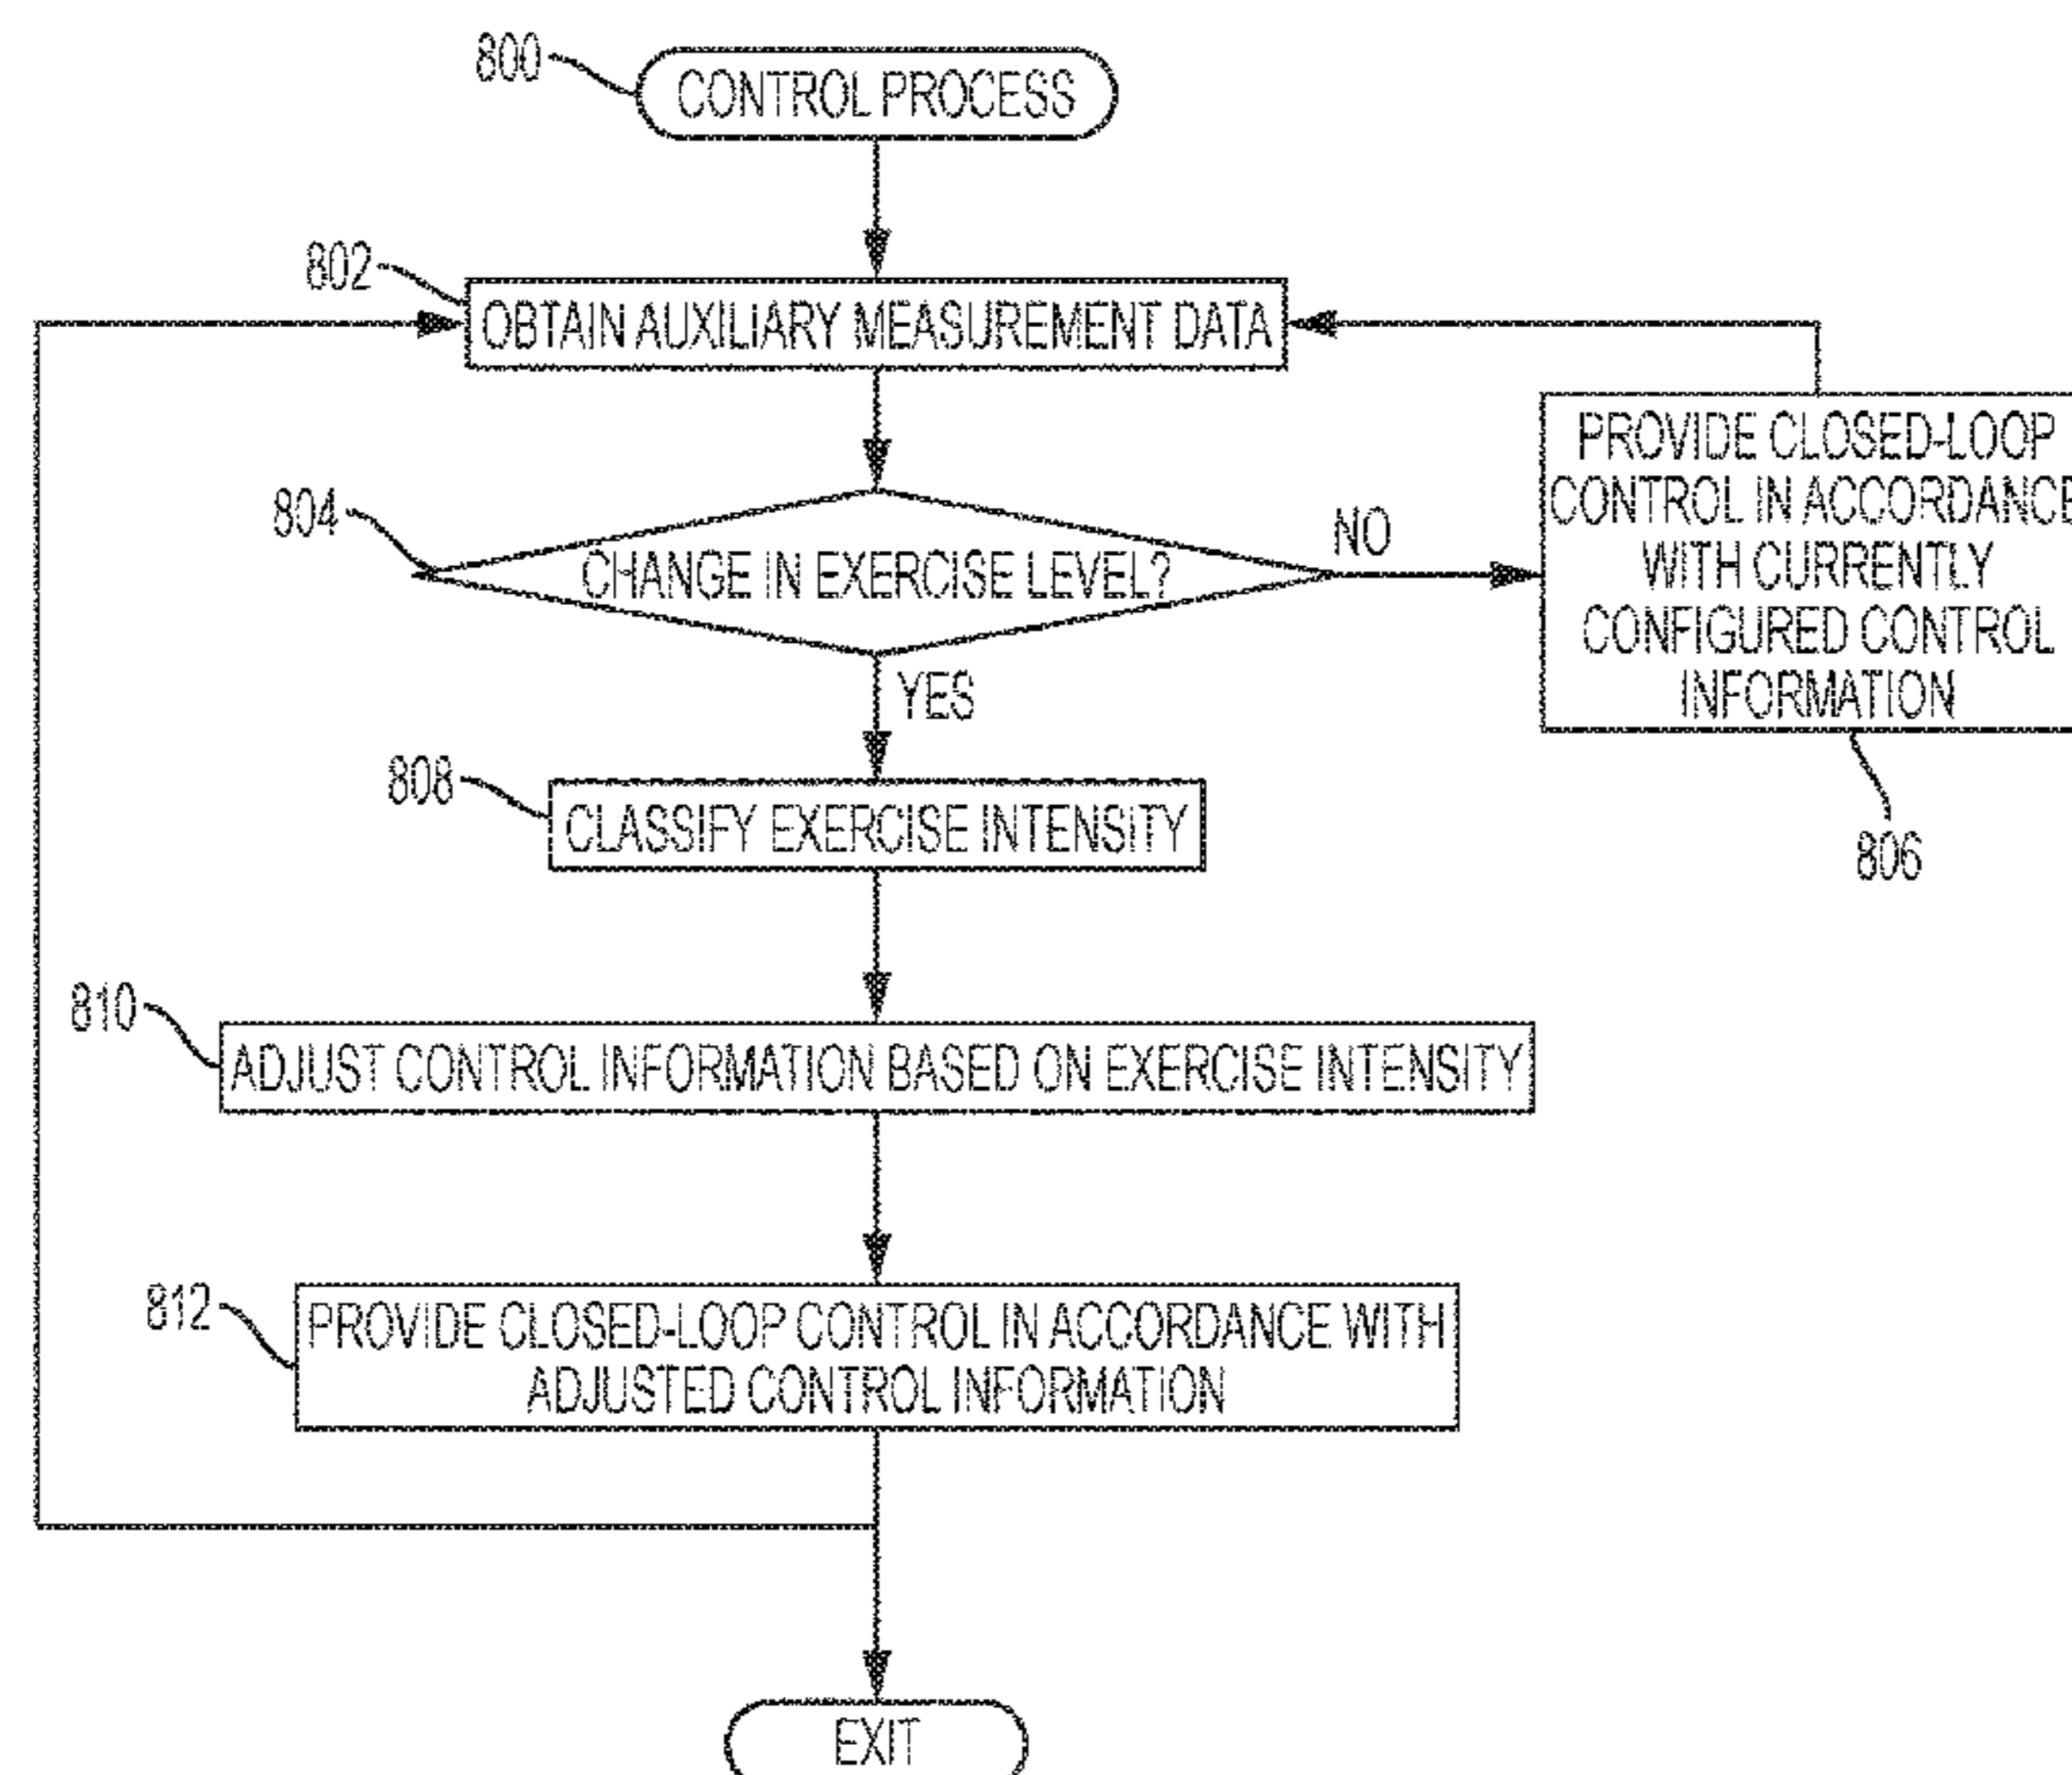 800
CONTROL PROCESS
802
OBTAIN AUXILIARY MEASUREMENT DATA
804
CHANGE IN EXERCISE LEVEL?
NO
PROVIDE CLOSED-LOOP
CONTROL IN ACCORDANCE
WITH CURRENTLY
CONFIGURED CONTROL
INFORMATION
806
YES
808
CLASSIFY EXERCISE INTENSITY
810
ADJUST CONTROL INFORMATION BASED ON EXERCISE INTENSITY
812
PROVIDE CLOSED-LOOP CONTROL IN ACCORDANCE WITH
ADJUSTED CONTROL INFORMATION
EXIT